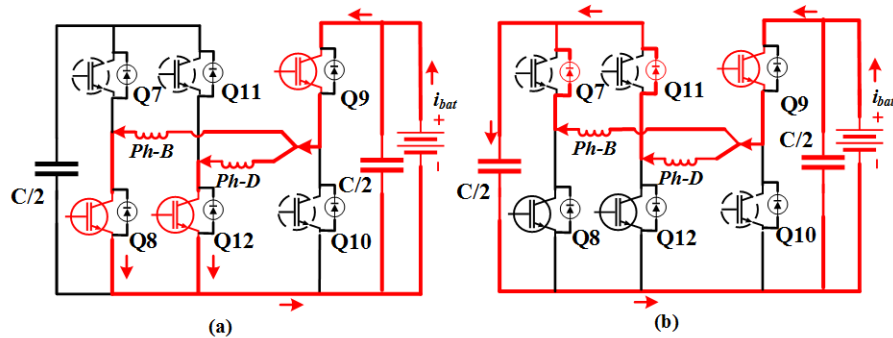 Q7
Q11
Q9
i_bat
+
-
Ph-B
Ph-D
C/2
C/2
Q8
Q12
Q10
(a)
Q7
Q11
Q9
i_bat
+
-
Ph-B
Ph-D
C/2
C/2
Q8
Q12
Q10
(b)